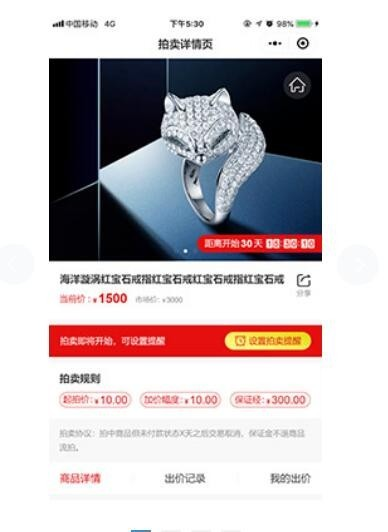 中国移动 4G 下午5:30 98%
拍卖详情页
距离开始 30 天 15:30:10
海洋漩涡红宝石戒指红宝石戒红宝石戒指红宝石戒
当前价:¥1500 市场价:¥3000
分享
拍卖即将开始，可设置提醒
设置拍卖提醒
拍卖规则
起拍价:¥10.00 加价幅度:¥10.00 保证经:¥300.00
拍卖协议：拍中商品但未付款状态X天之后交易取消，保证金不退商品
流拍。
商品详情 出价记录 我的出价